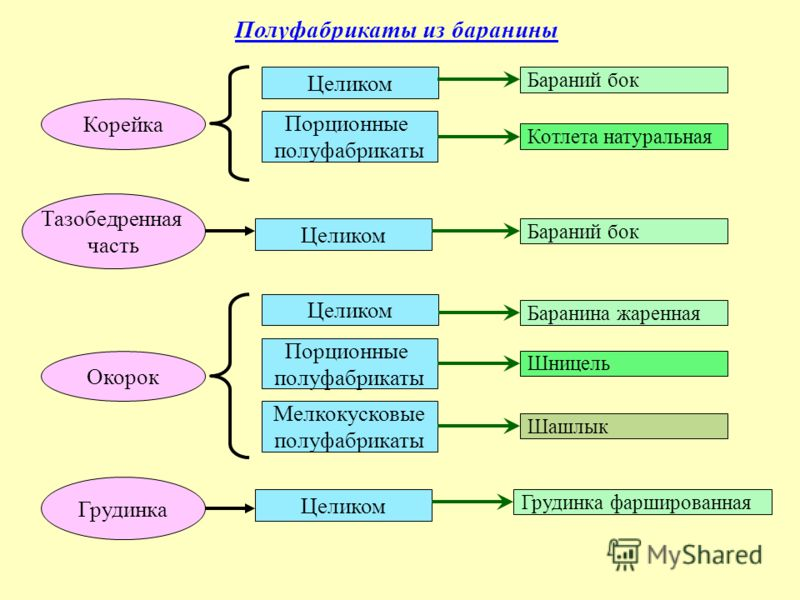 Полуфабрикаты из баранины
Корейка
Целиком
Бараний бок
Порционные
полуфабрикаты
Котлета натуральная
Тазобедренная
часть
Целиком
Бараний бок
Окорок
Целиком
Баранина жаренная
Порционные
полуфабрикаты
Шницель
Мелкокусковые
полуфабрикаты
Шашлык
Грудинка
Целиком
Грудинка фаршированная
MyShared